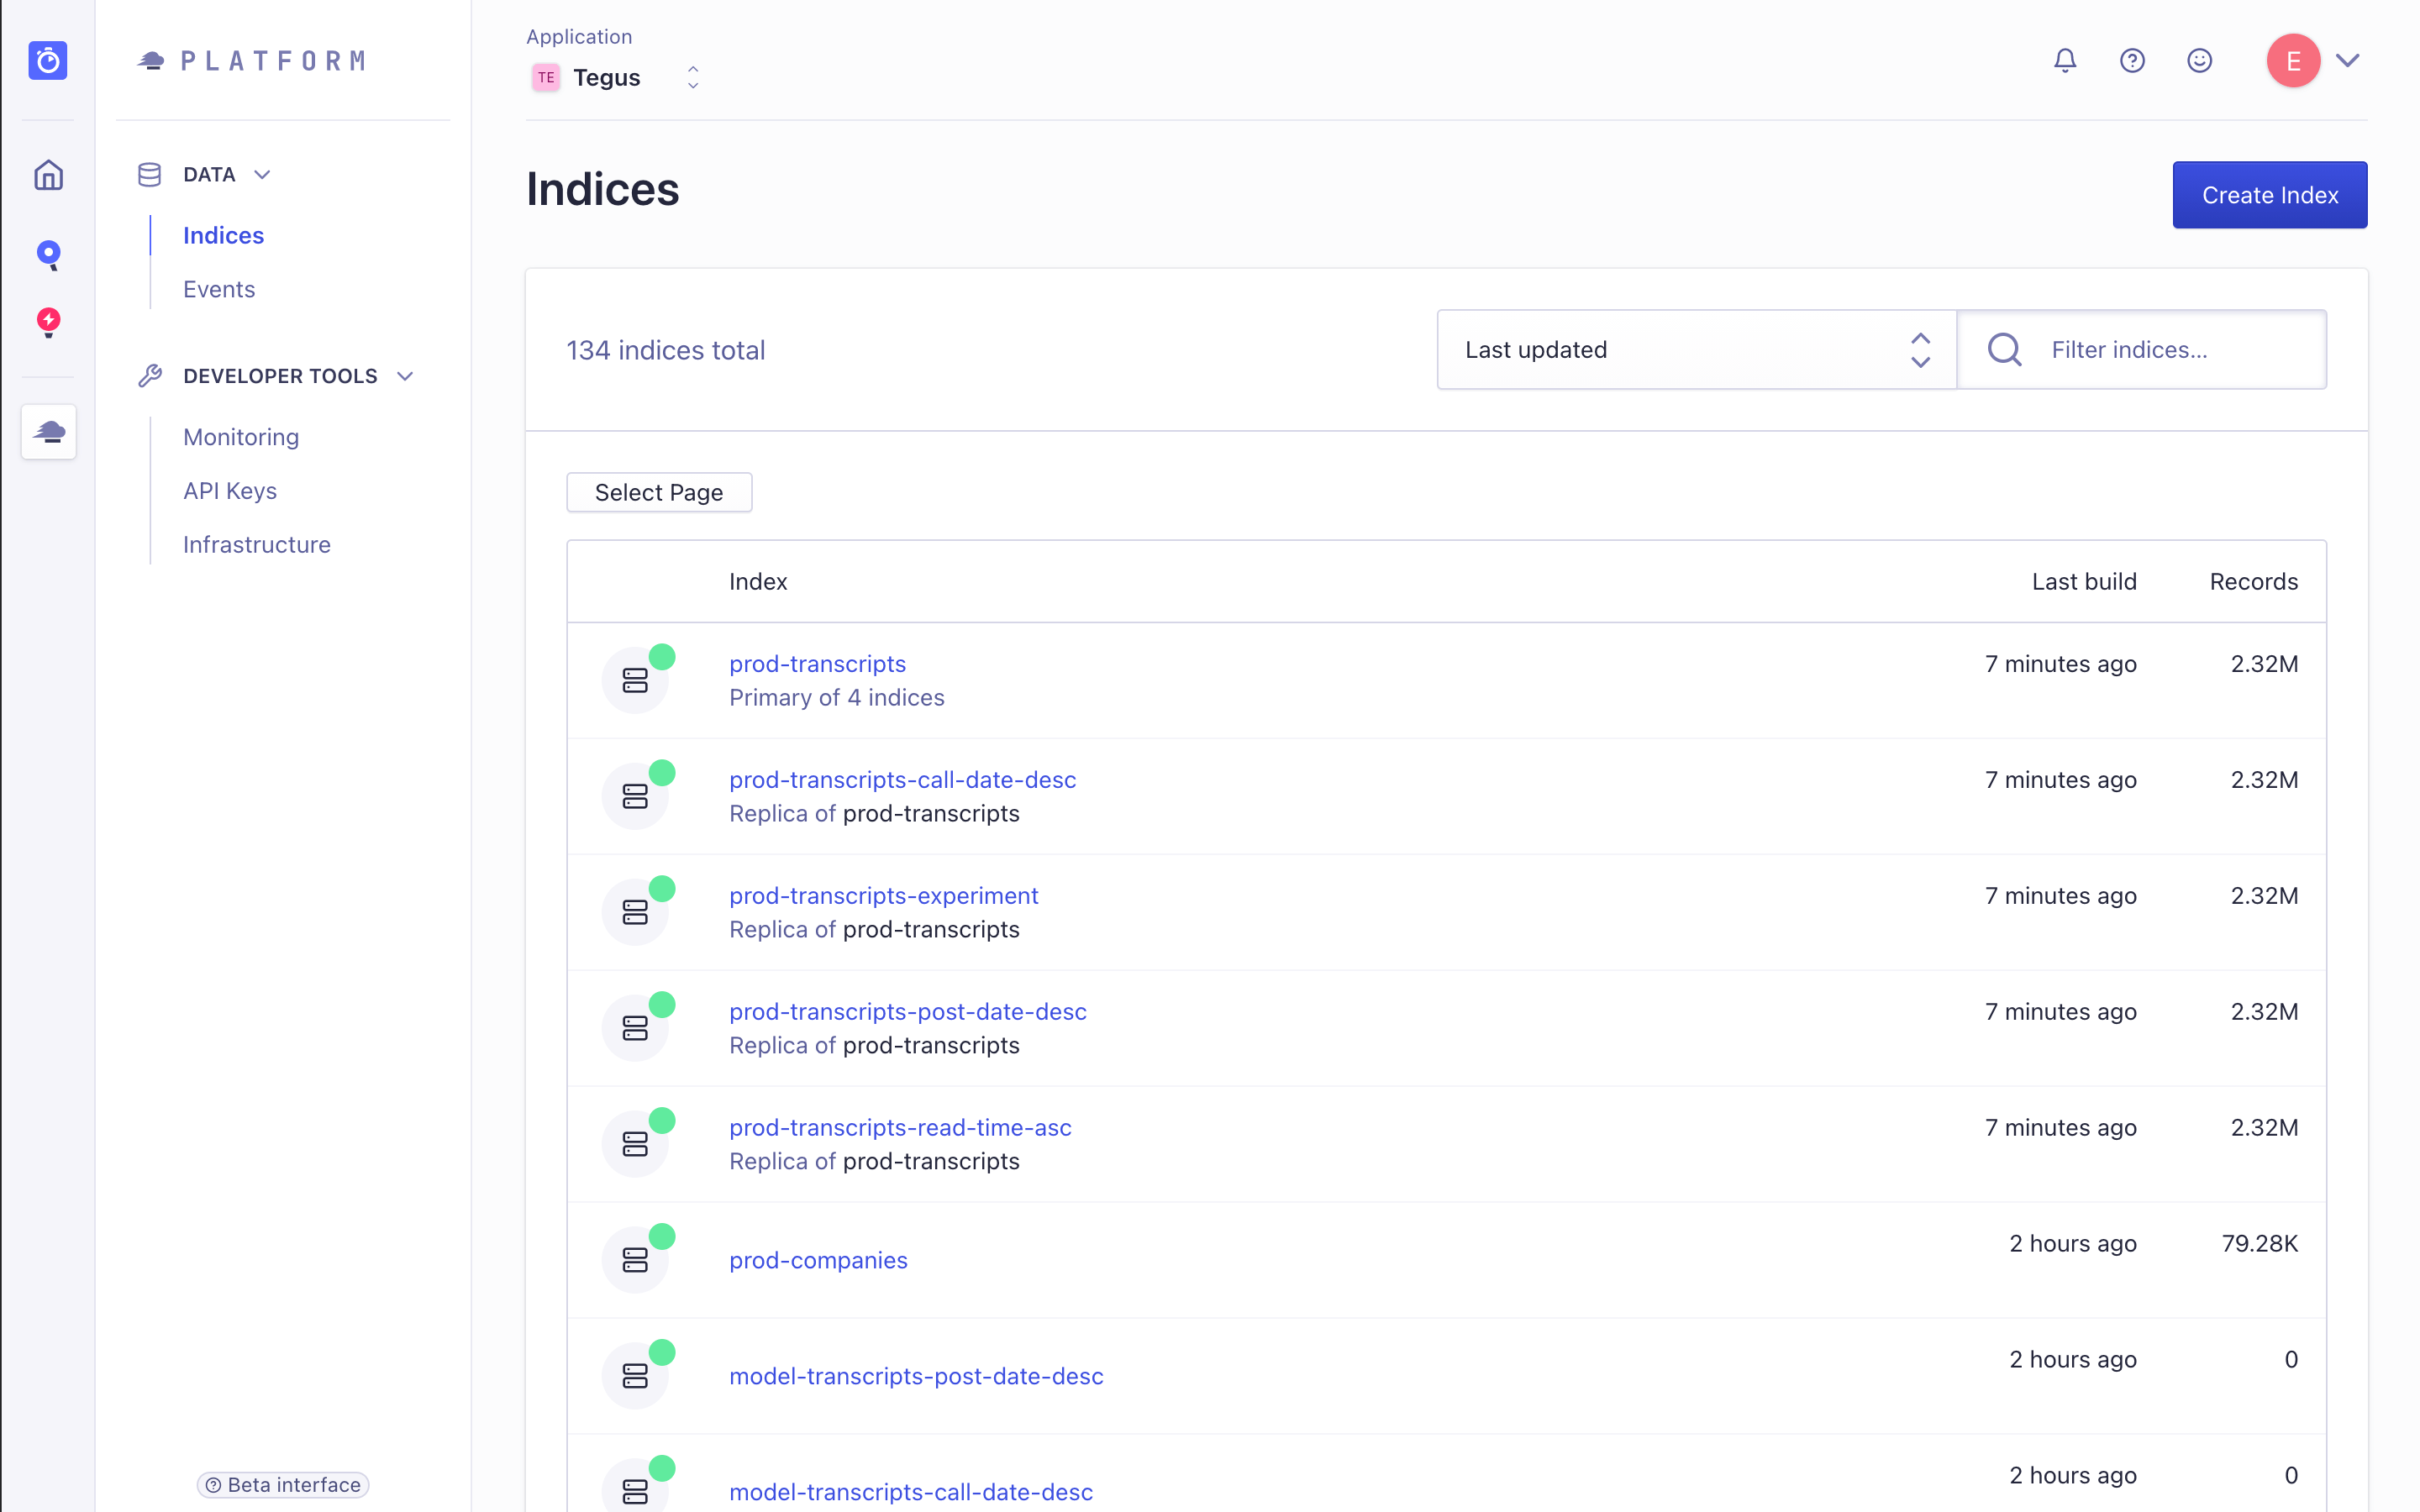 PLATFORM
DATA
Indices
Events
DEVELOPER TOOLS
Monitoring
API Keys
Infrastructure
Beta interface
Application
TE Tegus
E
Indices
Create Index
134 indices total
Last updated
Filter indices...
Select Page
Index Last build Records
prod-transcripts 7 minutes ago 2.32M
Primary of 4 indices
prod-transcripts-call-date-desc 7 minutes ago 2.32M
Replica of prod-transcripts
prod-transcripts-experiment 7 minutes ago 2.32M
Replica of prod-transcripts
prod-transcripts-post-date-desc 7 minutes ago 2.32M
Replica of prod-transcripts
prod-transcripts-read-time-asc 7 minutes ago 2.32M
Replica of prod-transcripts
prod-companies 2 hours ago 79.28K
model-transcripts-post-date-desc 2 hours ago 0
model-transcripts-call-date-desc 2 hours ago 0